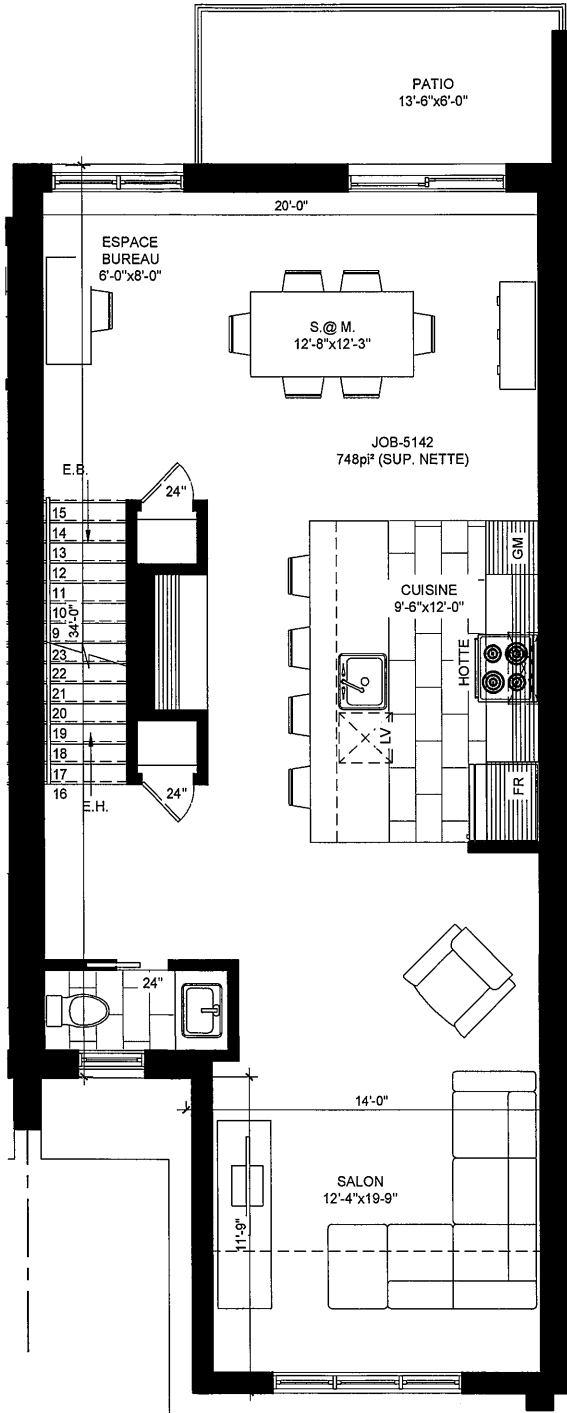 PATIO
13'-6"x6'-0"
20'-0"
ESPACE
BUREAU
6'-0"x8'-0"
S.@ M.
12'-8"x12'-3"
JOB-5142
748pi² (SUP. NETTE)
E.B.
24"
15
14
13
12
11
10
9
34'-0"
23
22
21
20
19
18
17
16
E.H.
24"
GM
CUISINE
9'-6"x12'-0"
HOTTE
LV
FR
24"
14'-0"
SALON
12'-4"x19-9"
11'-9"